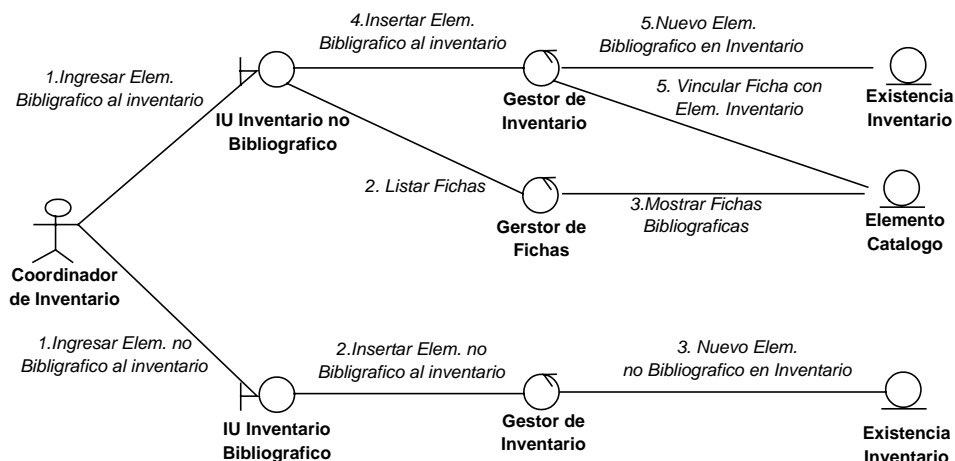 4.Insertar Elem.
Bibligrafico al inventario
5.Nuevo Elem.
Bibliografico en Inventario
1.Ingresar Elem.
Bibligrafico al inventario
IU Inventario no
Bibliografico
Gestor de
Inventario
5. Vincular Ficha con
Elem. Inventario
Existencia
Inventario
2. Listar Fichas
Gerstor de
Fichas
3.Mostrar Fichas
Bibliograficas
Elemento
Catalogo
Coordinador
de Inventario
1.Ingresar Elem. no
Bibligrafico al inventario
2.Insertar Elem. no
Bibligrafico al inventario
3. Nuevo Elem.
no Bibliografico en Inventario
IU Inventario
Bibliografico
Gestor de
Inventario
Existencia
Inventario